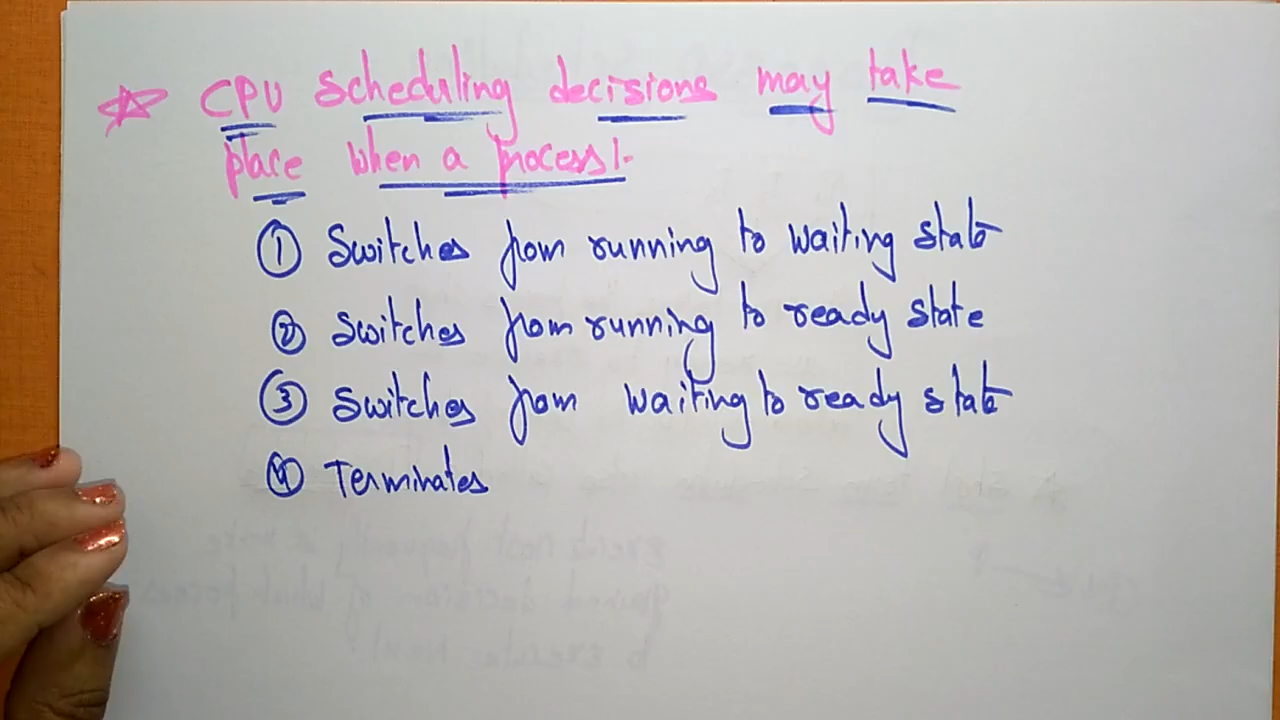 CPU scheduling decisions may take
place when a process:-
① Switches from running to waiting state
② Switches from running to ready state
③ Switches from waiting to ready state
④ Terminates